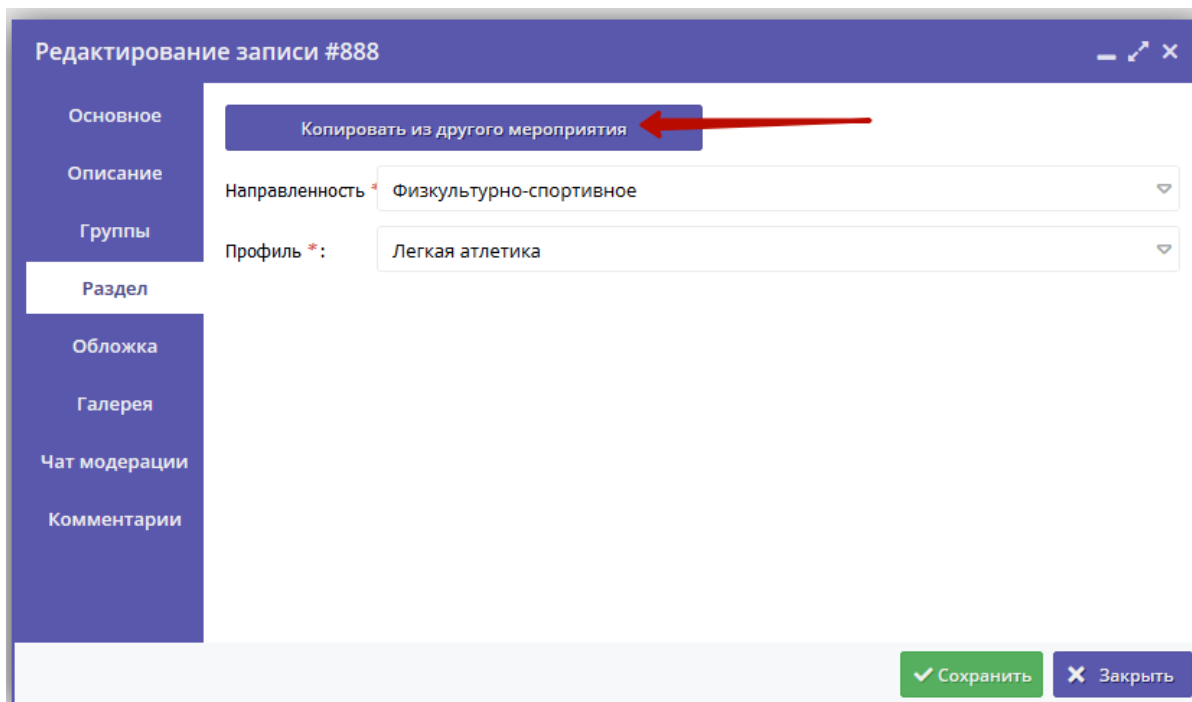 Редактирование записи #888
Основное
Описание
Группы
Раздел
Обложка
Галерея
Чат модерации
Комментарии
Копировать из другого мероприятия
Направленность * Физкультурно-спортивное
Профиль *: Легкая атлетика
Сохранить Закрыть